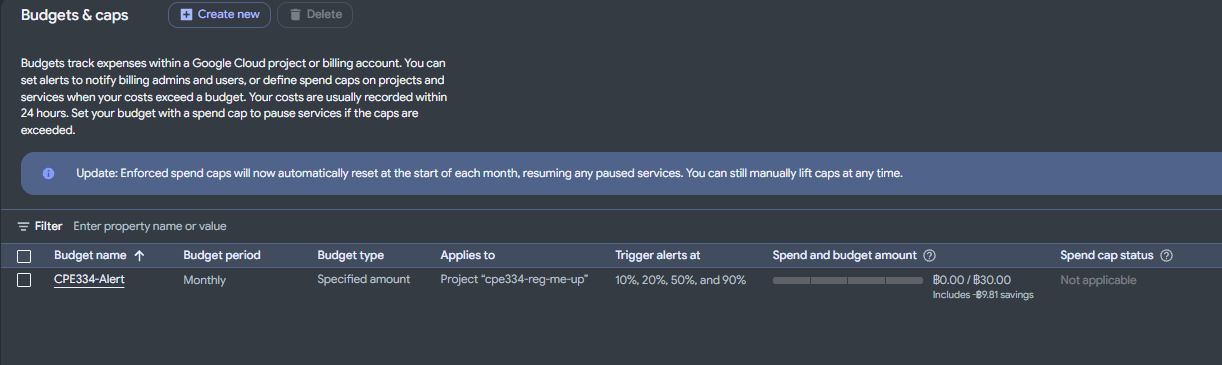 Budgets & caps
Create new
Delete
Budgets track expenses within a Google Cloud project or billing account. You can
set alerts to notify billing admins and users, or define spend caps on projects and
services when your costs exceed a budget. Your costs are usually recorded within
24 hours. Set your budget with a spend cap to pause services if the caps are
exceeded.
Update: Enforced spend caps will now automatically reset at the start of each month, resuming any paused services. You can still manually lift caps at any time.
Filter Enter property name or value
Budget name Budget period Budget type Applies to Trigger alerts at Spend and budget amount Spend cap status
CPE334-Alert Monthly Specified amount Project “cpe334-reg-me-up” 10%, 20%, 50%, and 90% ฿0.00 / ฿30.00 Not applicable
Includes -฿9.81 savings